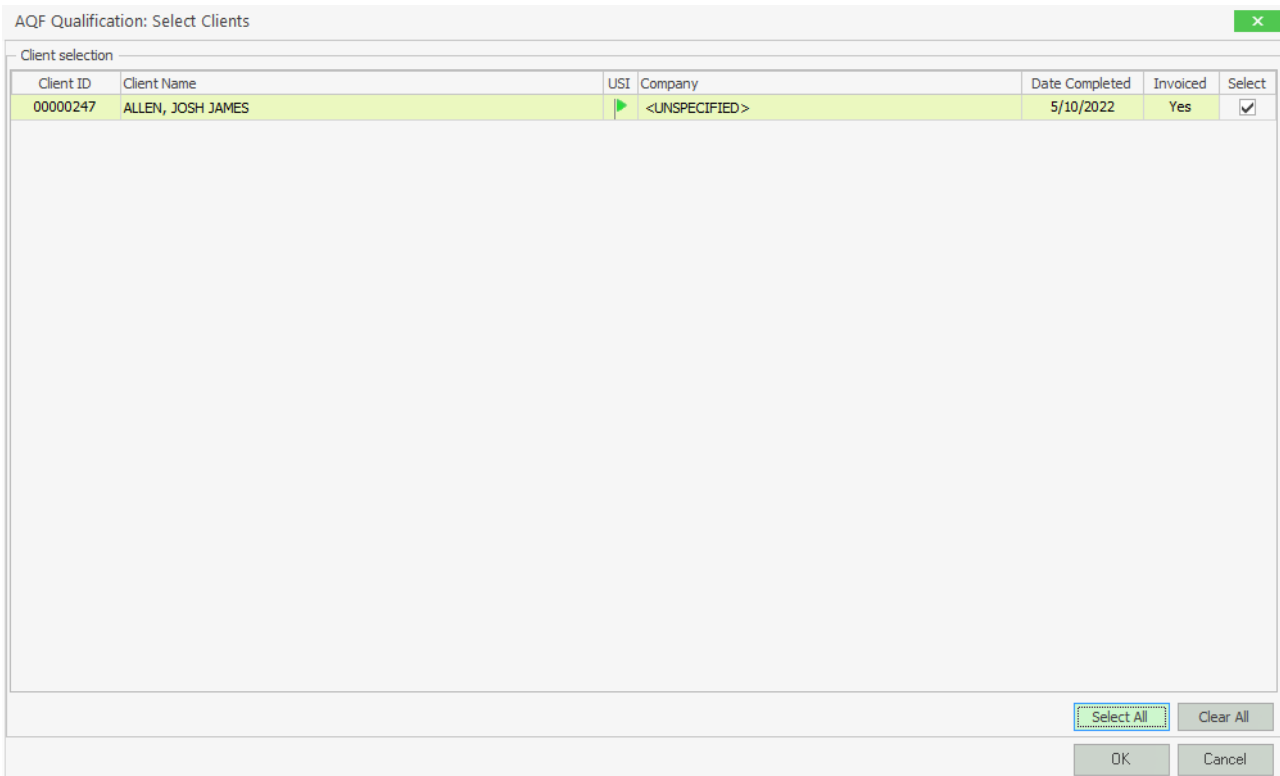 AQF Qualification: Select Clients
Client selection
Client ID Client Name USI Company Date Completed Invoiced Select
00000247 ALLEN, JOSH JAMES <UNSPECIFIED> 5/10/2022 Yes
Select All Clear All
OK Cancel